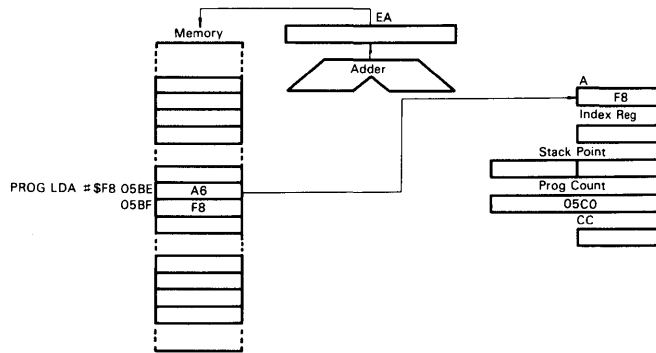 EA
Memory
Adder
A
F8
Index Reg
Stack Point
PROG LDA #$F8 05BE A6
05BF F8
Prog Count
05C0
CC